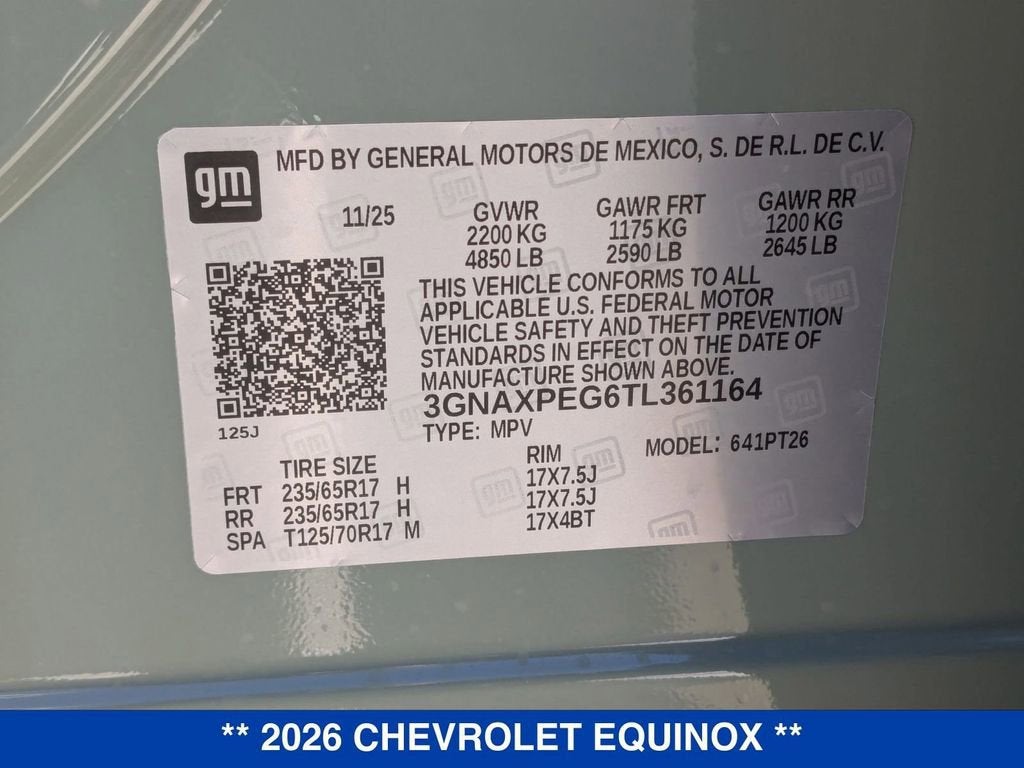 gm
MFD BY GENERAL MOTORS DE MEXICO, S. DE R.L. DE C.V.
11/25 GVWR GAWR FRT GAWR RR
2200 KG 1175 KG 1200 KG
4850 LB 2590 LB 2645 LB
THIS VEHICLE CONFORMS TO ALL
APPLICABLE U.S. FEDERAL MOTOR
VEHICLE SAFETY AND THEFT PREVENTION
STANDARDS IN EFFECT ON THE DATE OF
MANUFACTURE SHOWN ABOVE.
3GNAXPEG6TL361164
125J
TYPE: MPV MODEL: 641PT26
TIRE SIZE RIM
FRT 235/65R17 H 17X7.5J
RR 235/65R17 H 17X7.5J
SPA T125/70R17 M 17X4BT
** 2026 CHEVROLET EQUINOX **